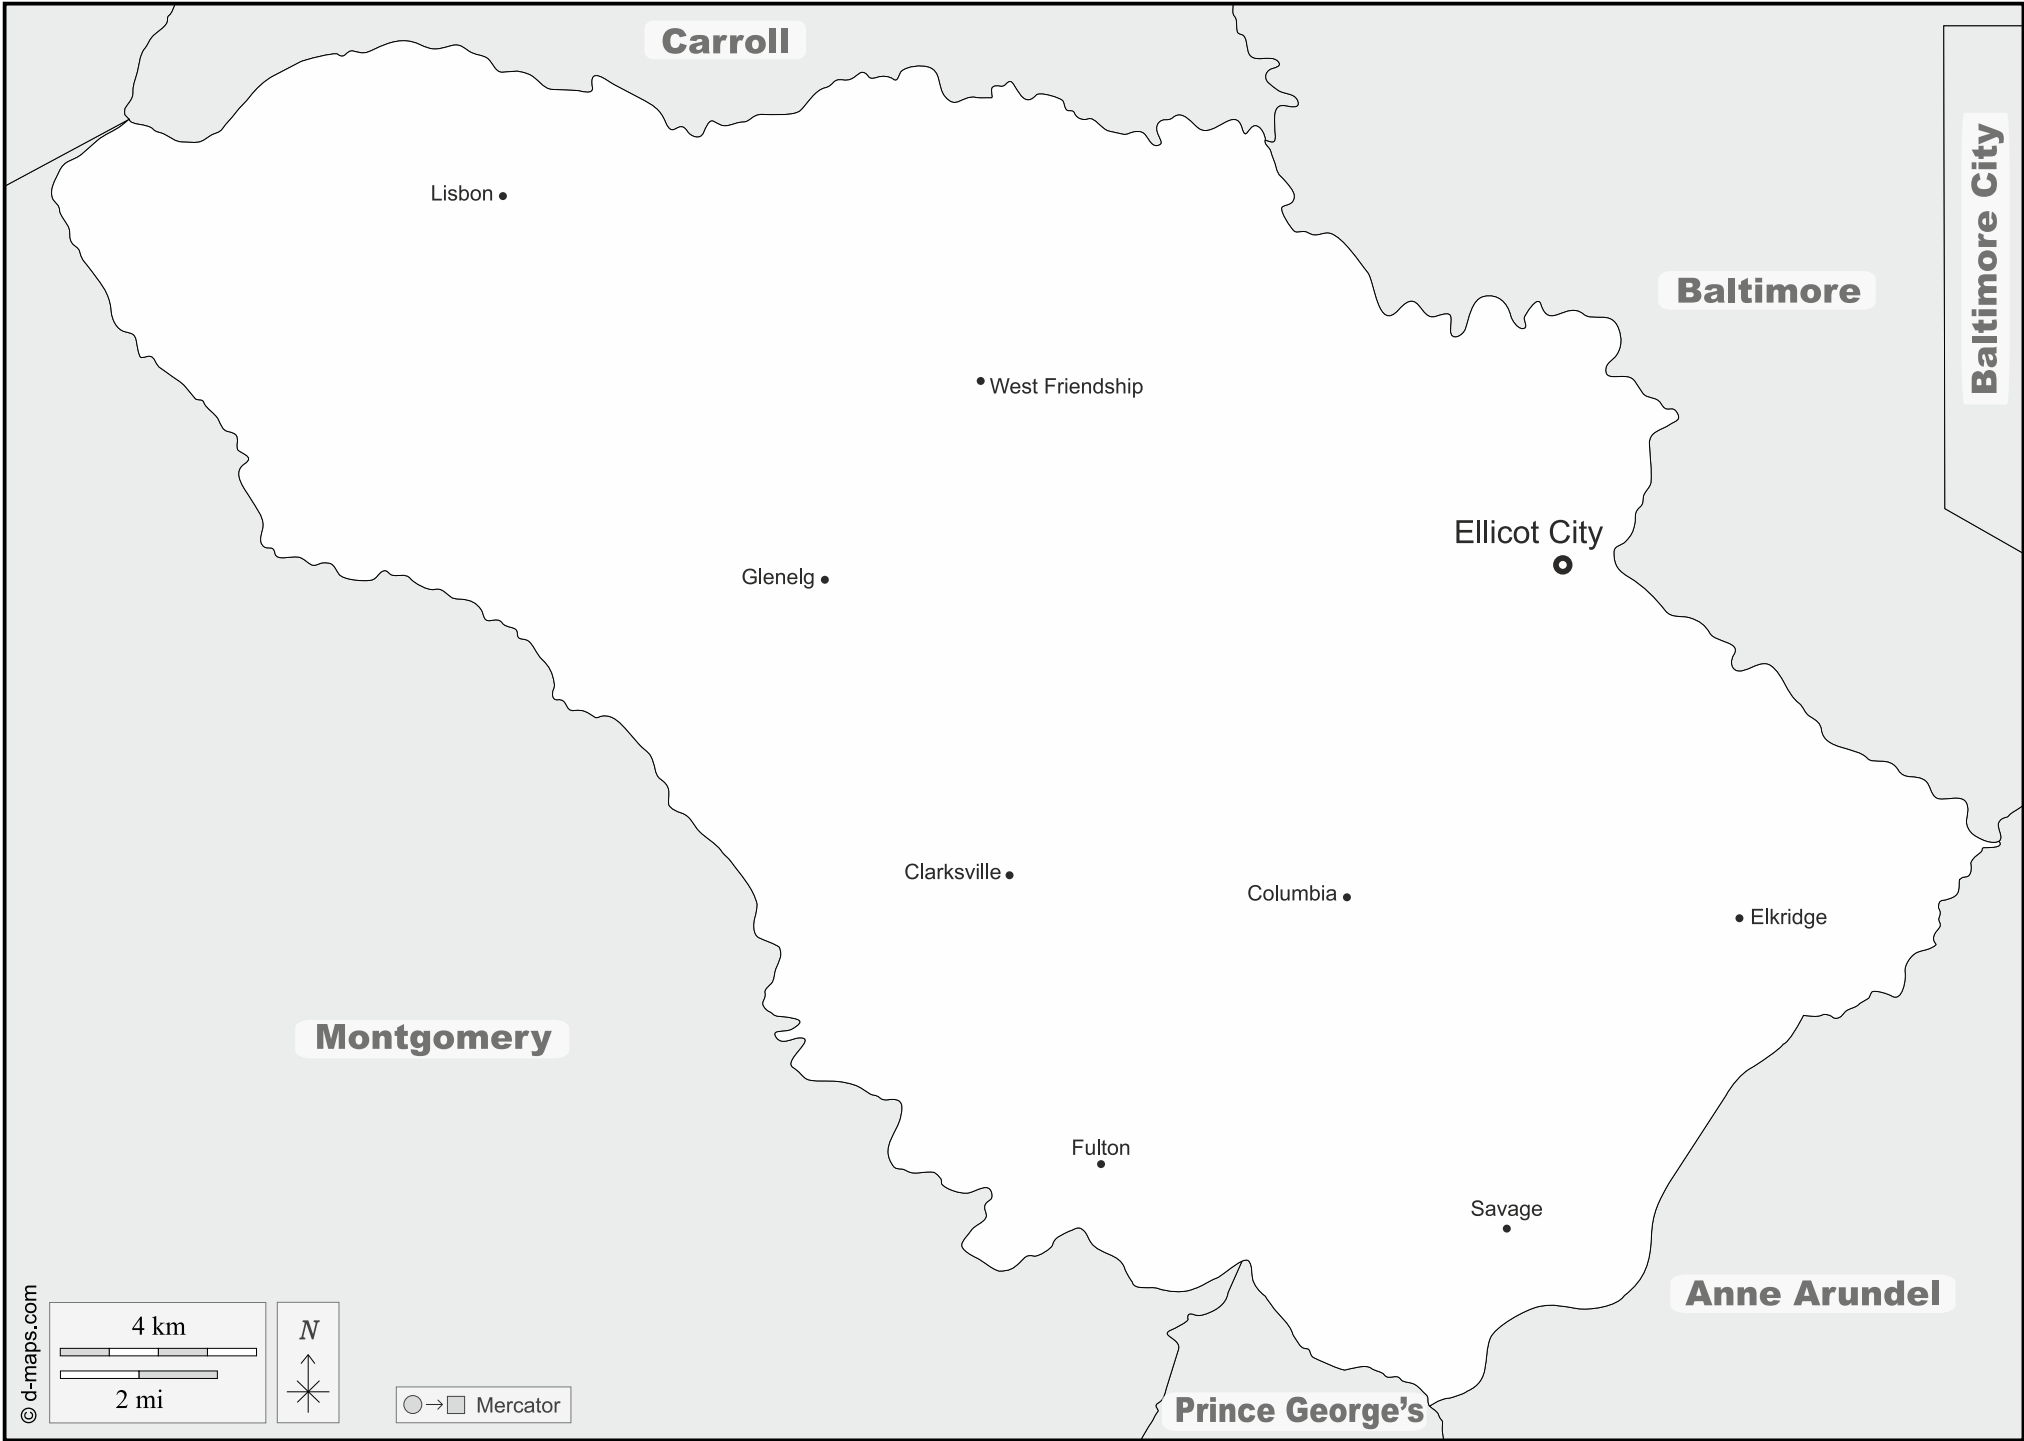 Carroll
Baltimore City
Lisbon
Baltimore
West Friendship
Ellicot City
Glenelg
Clarksville
Columbia
Elkridge
Montgomery
Fulton
Savage
Anne Arundel
Prince George's
© d-maps.com
4 km
2 mi
N
Mercator